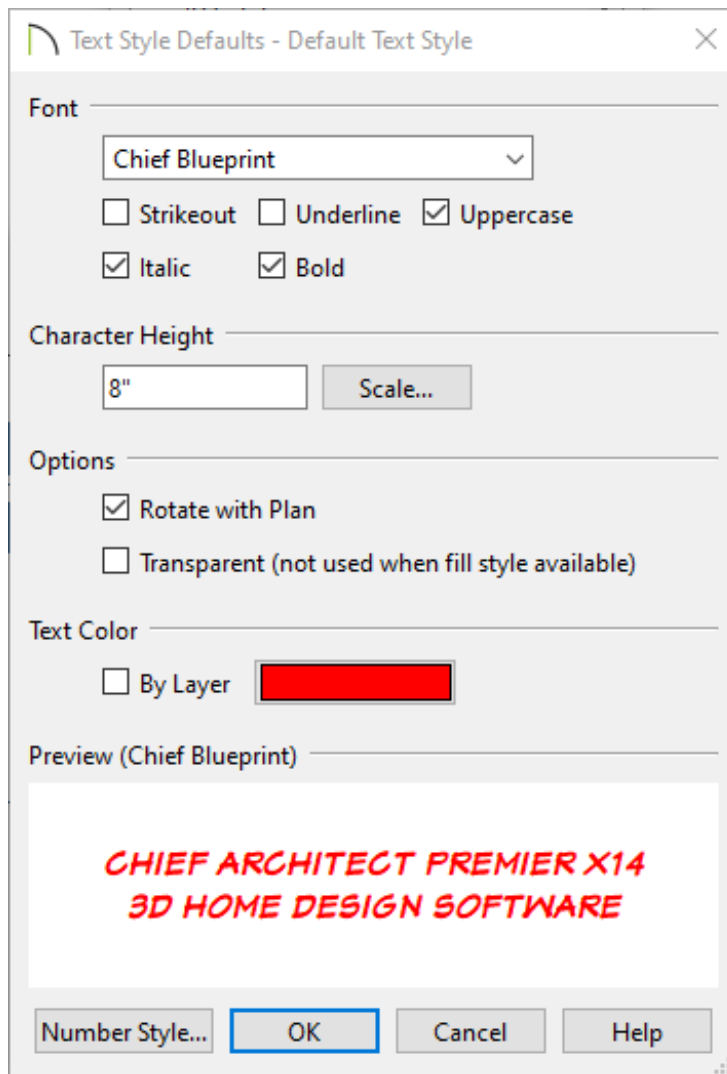 Text Style Defaults - Default Text Style
Font
Chief Blueprint
Strikeout Underline Uppercase
Italic Bold
Character Height
8" Scale...
Options
Rotate with Plan
Transparent (not used when fill style available)
Text Color
By Layer
Preview (Chief Blueprint)
CHIEF ARCHITECT PREMIER X14
3D HOME DESIGN SOFTWARE
Number Style... OK Cancel Help